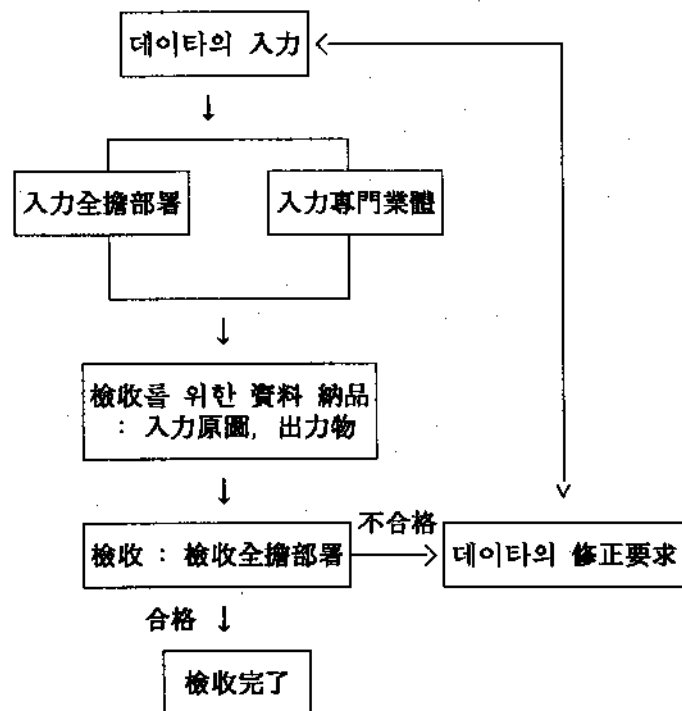 데이타의 入力
入力全擔部署
入力專門業體
檢收를 위한 資料 納品
: 入力原圖, 出力物
不合格
檢收 : 檢收全擔部署
데이타의 修正要求
合格
檢收完了